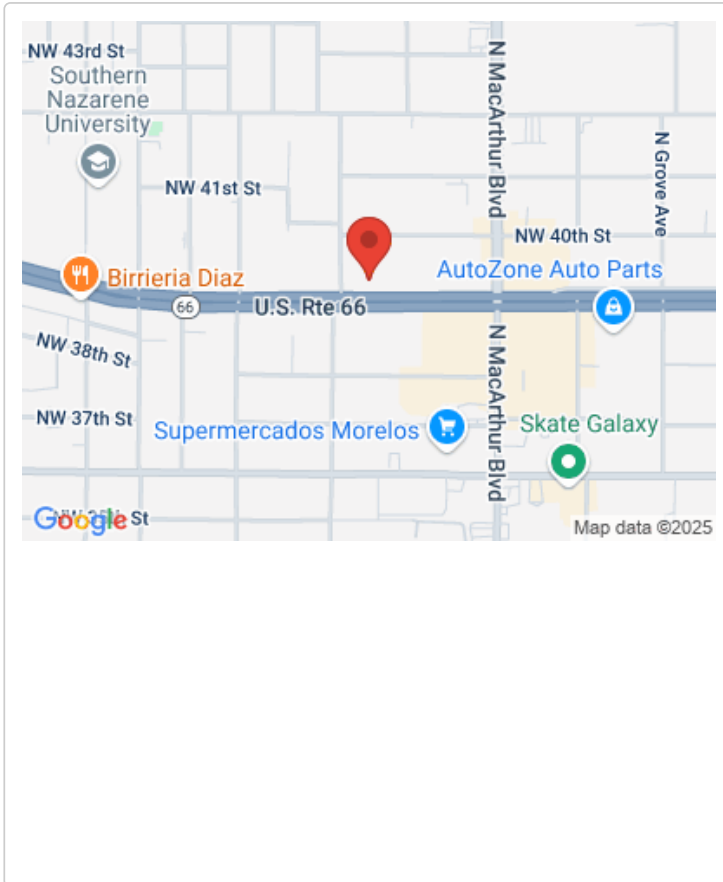 NW 43rd St
Southern
Nazarene
University
N MacArthur Blvd
N Grove Ave
NW 41st St
NW 40th St
AutoZone Auto Parts
Birrieria Diaz
66
U.S. Rte 66
NW 38th St
N MacArthur Blvd
NW 37th St
Supermercados Morelos
Skate Galaxy
Google
St
Map data ©2025